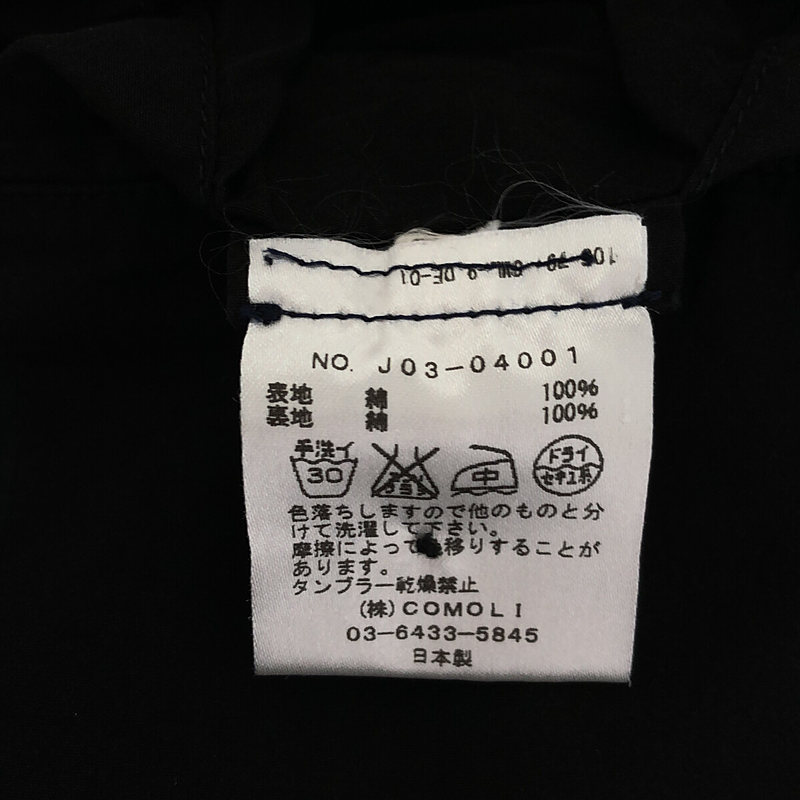 NO. J03-04001
表地 綿 100%
裏地 綿 100%
手洗イ 30 中 ドライ セキユ系
色落ちしますので他のものと分
けて洗濯して下さい。
摩擦によって色移りすることが
あります。
タンブラー乾燥禁止
(株)COMOLI
03-6433-5845
日本製